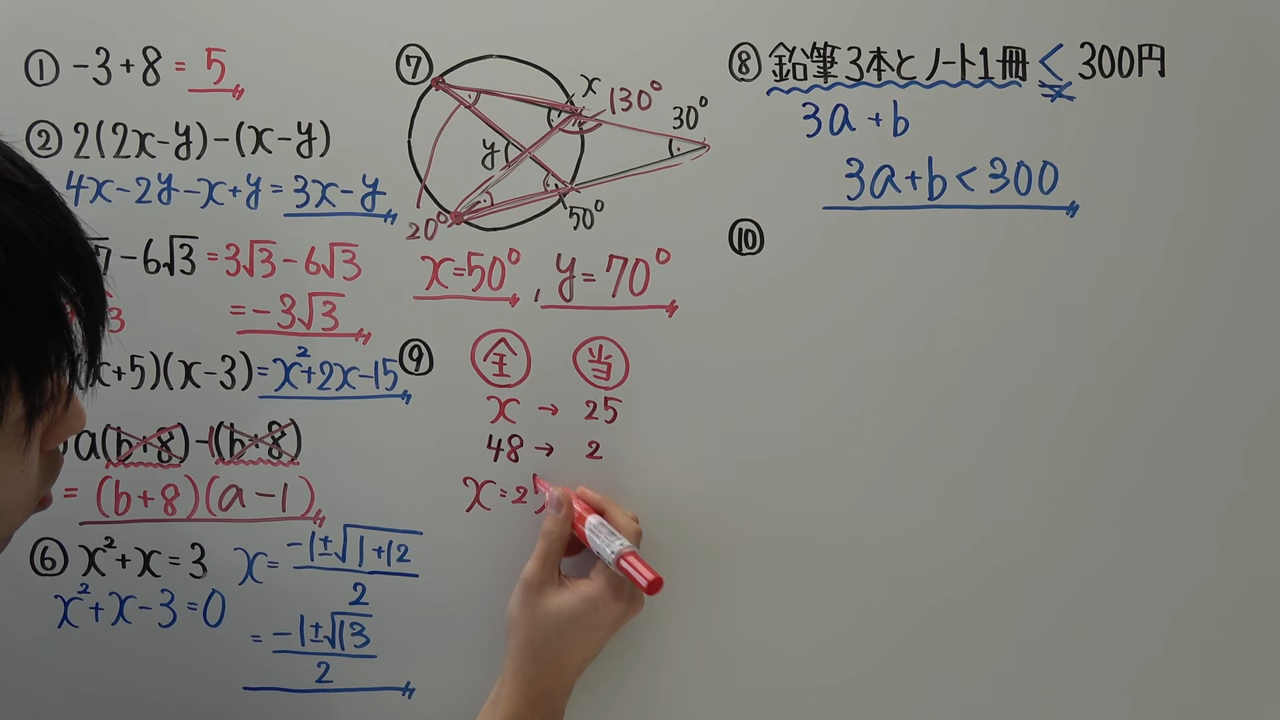 ① -3+8 = 5
② 2(2x-y)-(x-y)
4x-2y-x+y = 3x-y
-6√3 = 3√3-6√3
= -3√3
(x+5)(x-3) = x²+2x-15
a(b+8)-(b+8)
= (b+8)(a-1)
⑥ x²+x=3
x²+x-3=0
x = (-1±√1+12)/2
= (-1±√13)/2
⑦
x
130°
30°
y
50°
20°
x=50°, y=70°
⑨ 全 当
x → 25
48 → 2
x=25
⑧ 鉛筆3本とノート1冊 < 300円
3a+b
3a+b<300
⑩